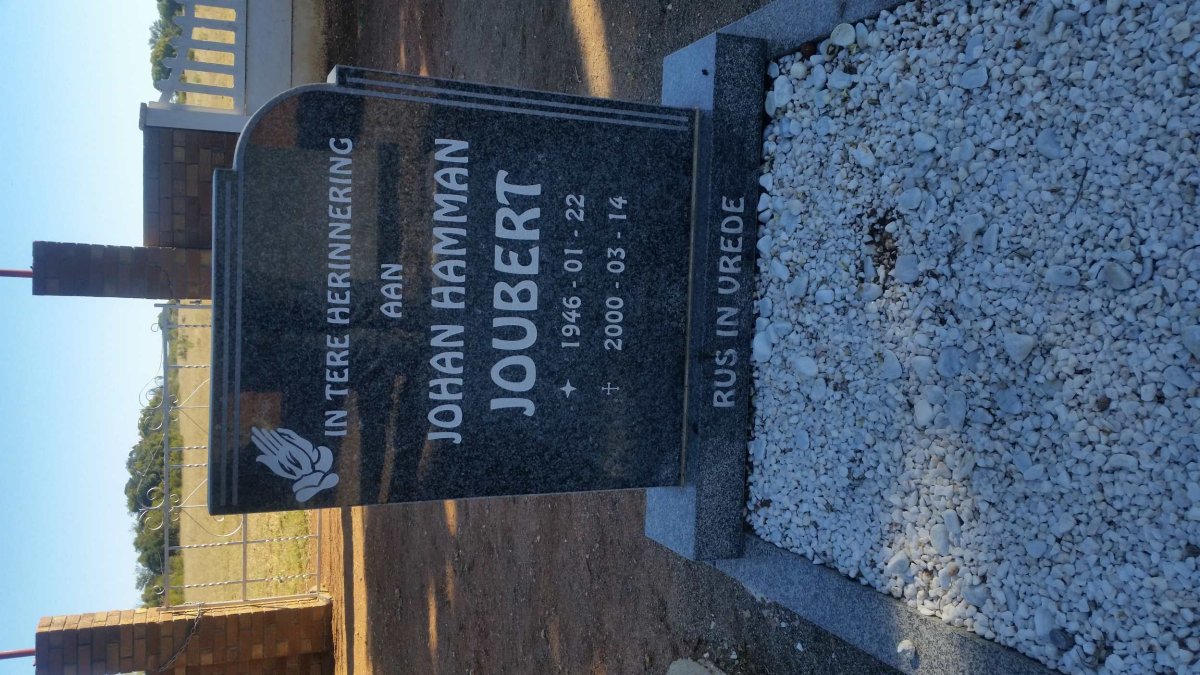 IN TERE HERINNERING
AAN
JOHAN HAMMAN
JOUBERT
1946 - 01 - 22
2000 - 03 - 14
RUS IN VREDE